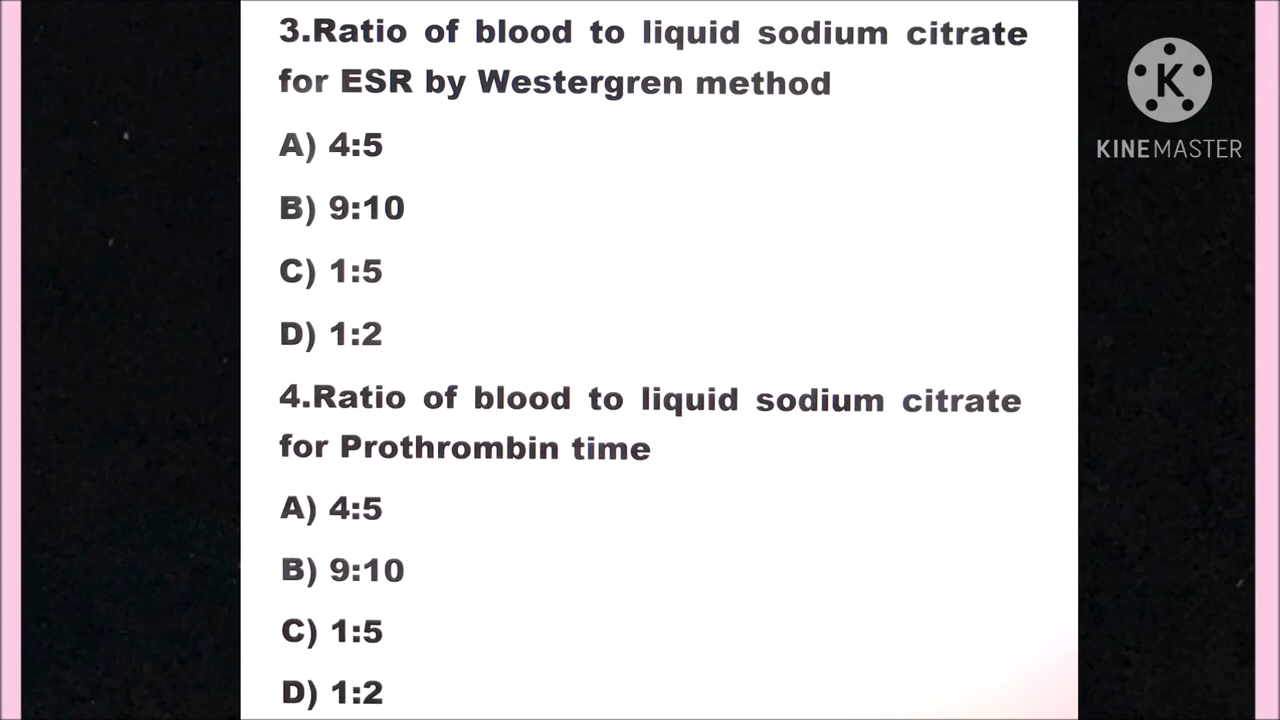 3.Ratio of blood to liquid sodium citrate
for ESR by Westergren method
A) 4:5
B) 9:10
C) 1:5
D) 1:2
4.Ratio of blood to liquid sodium citrate
for Prothrombin time
A) 4:5
B) 9:10
C) 1:5
D) 1:2
K
KINEMASTER